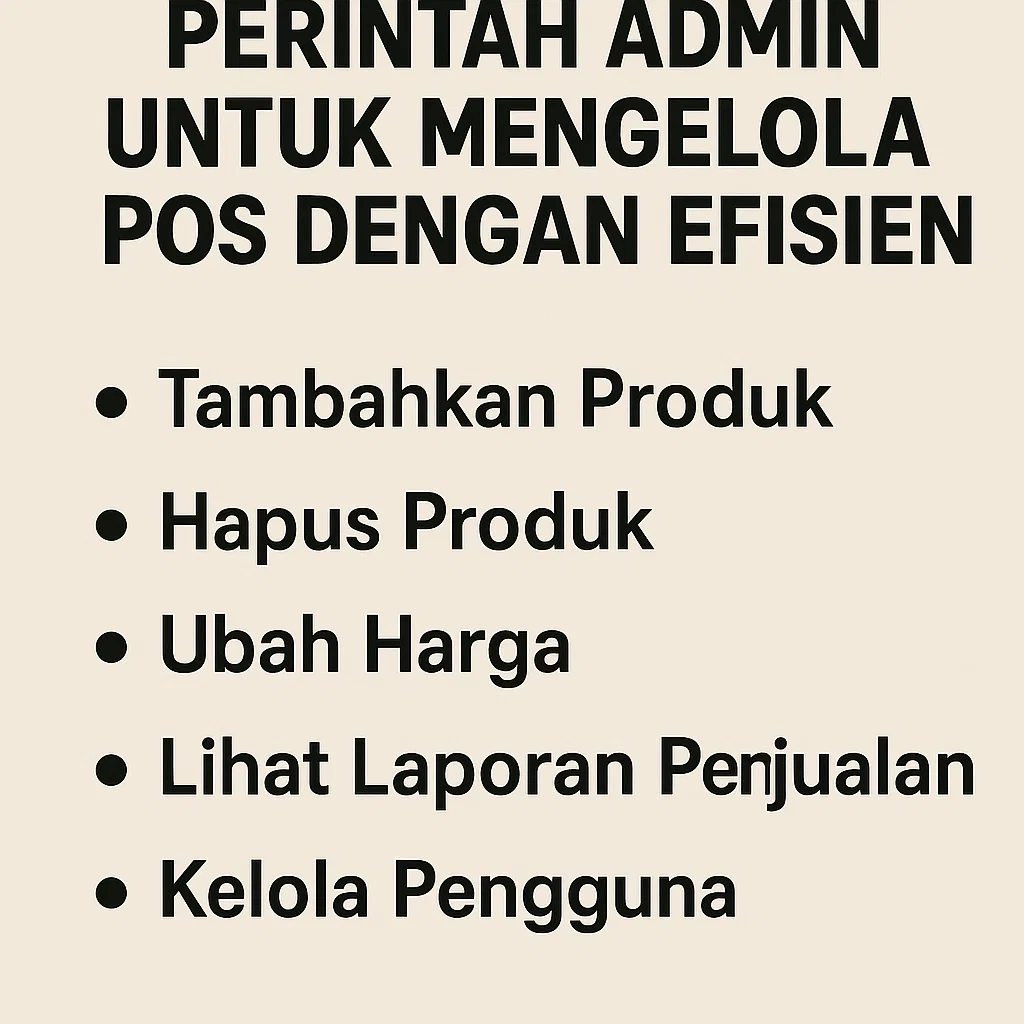 PERINTAH ADMIN
UNTUK MENGELOLA
POS DENGAN EFISIEN
• Tambahkan Produk
• Hapus Produk
• Ubah Harga
• Lihat Laporan Penjualan
• Kelola Pengguna